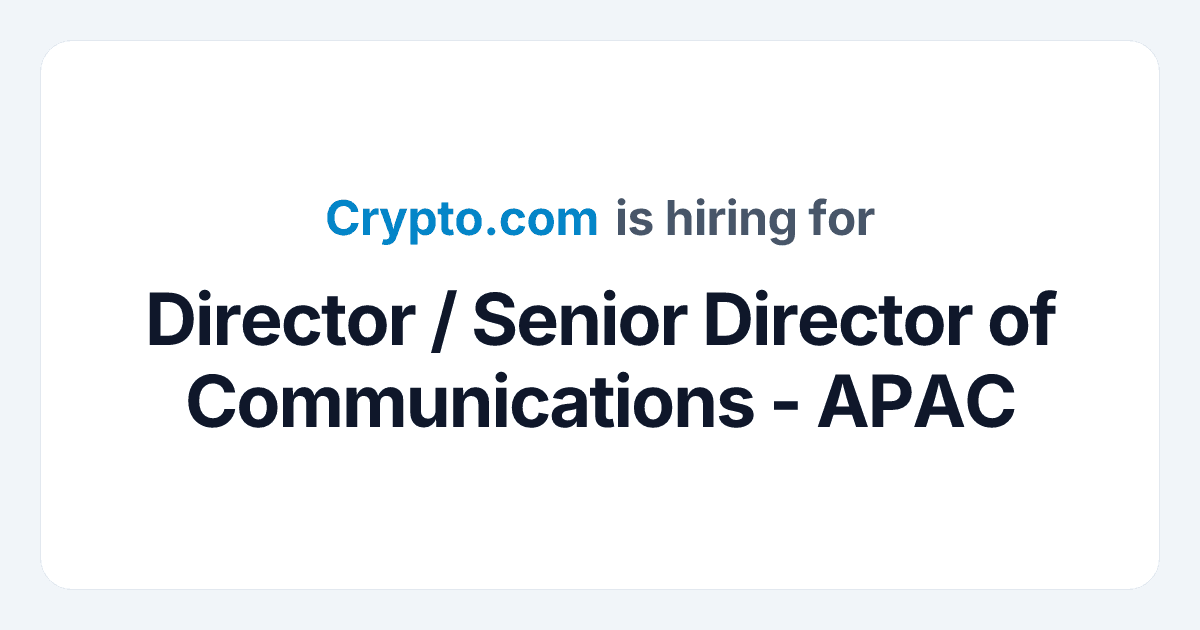 Crypto.com is hiring for
Director / Senior Director of
Communications - APAC